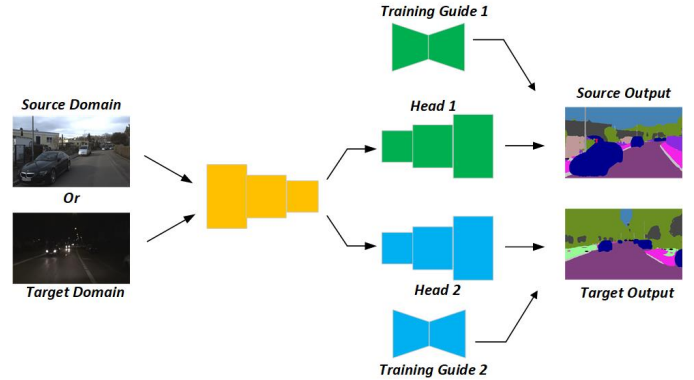 Training Guide 1
Source Domain
Head 1
Source Output
Or
Target Domain
Head 2
Target Output
Training Guide 2